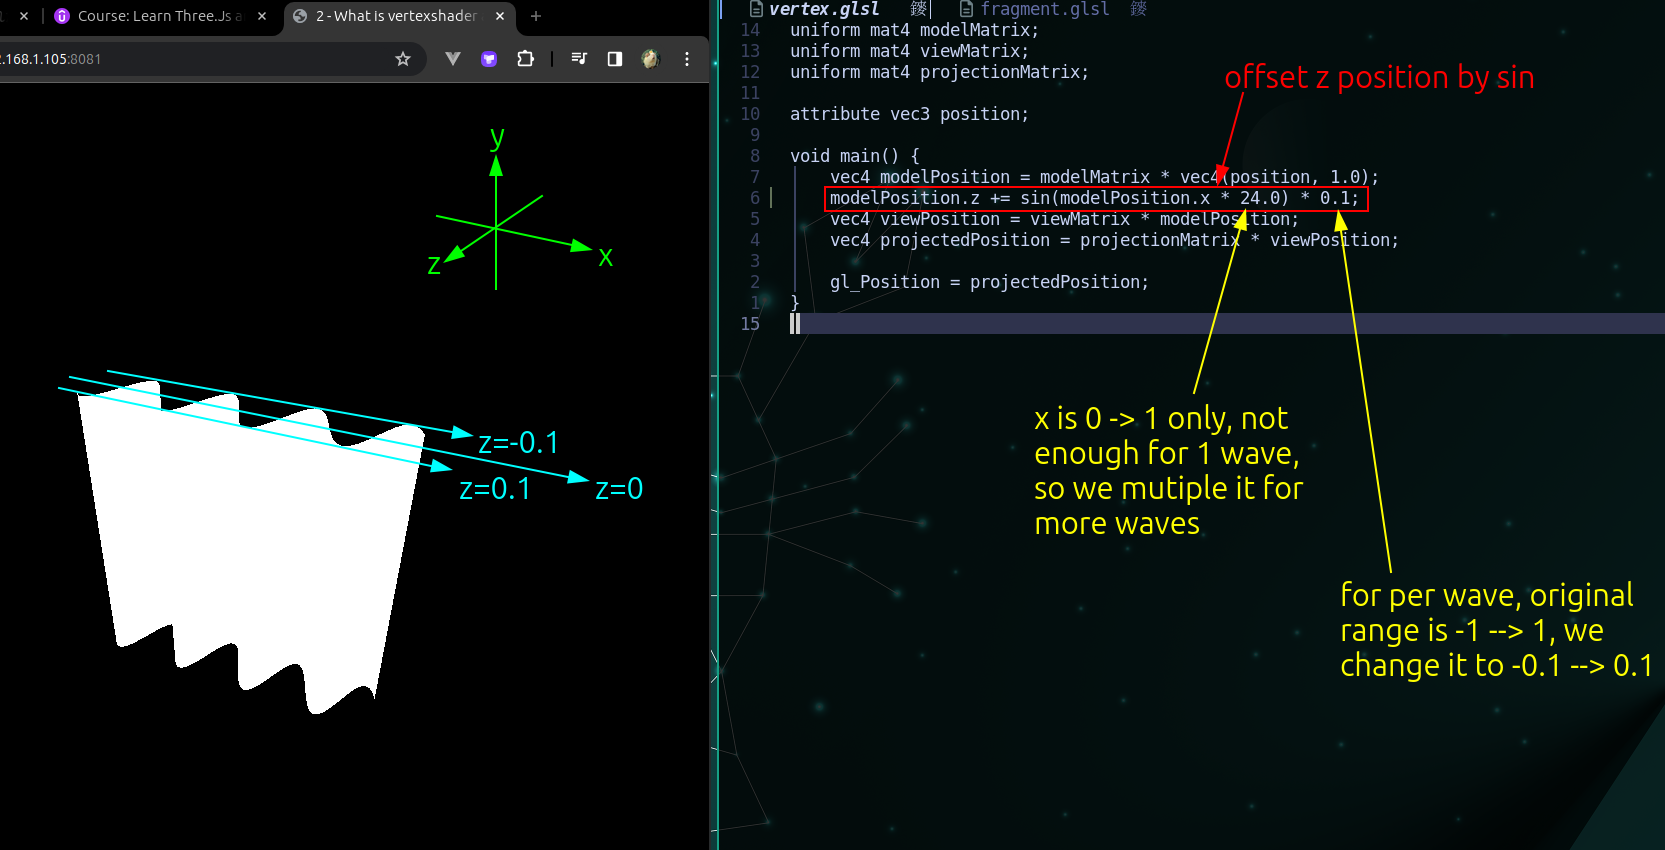 Course: Learn Three.Js a
2 - What is vertexshader
.168.1.105:8081
y
x
z
z=-0.1
z=0.1
z=0
vertex.glsl
fragment.glsl
14 uniform mat4 modelMatrix;
13 uniform mat4 viewMatrix;
12 uniform mat4 projectionMatrix;
11
10 attribute vec3 position;
9
8 void main() {
7 vec4 modelPosition = modelMatrix * vec4(position, 1.0);
6 modelPosition.z += sin(modelPosition.x * 24.0) * 0.1;
5 vec4 viewPosition = viewMatrix * modelPosition;
4 vec4 projectedPosition = projectionMatrix * viewPosition;
3
2 gl_Position = projectedPosition;
1 }
15
offset z position by sin
x is 0 -> 1 only, not
enough for 1 wave,
so we mutiple it for
more waves
for per wave, original
range is -1 --> 1, we
change it to -0.1 --> 0.1